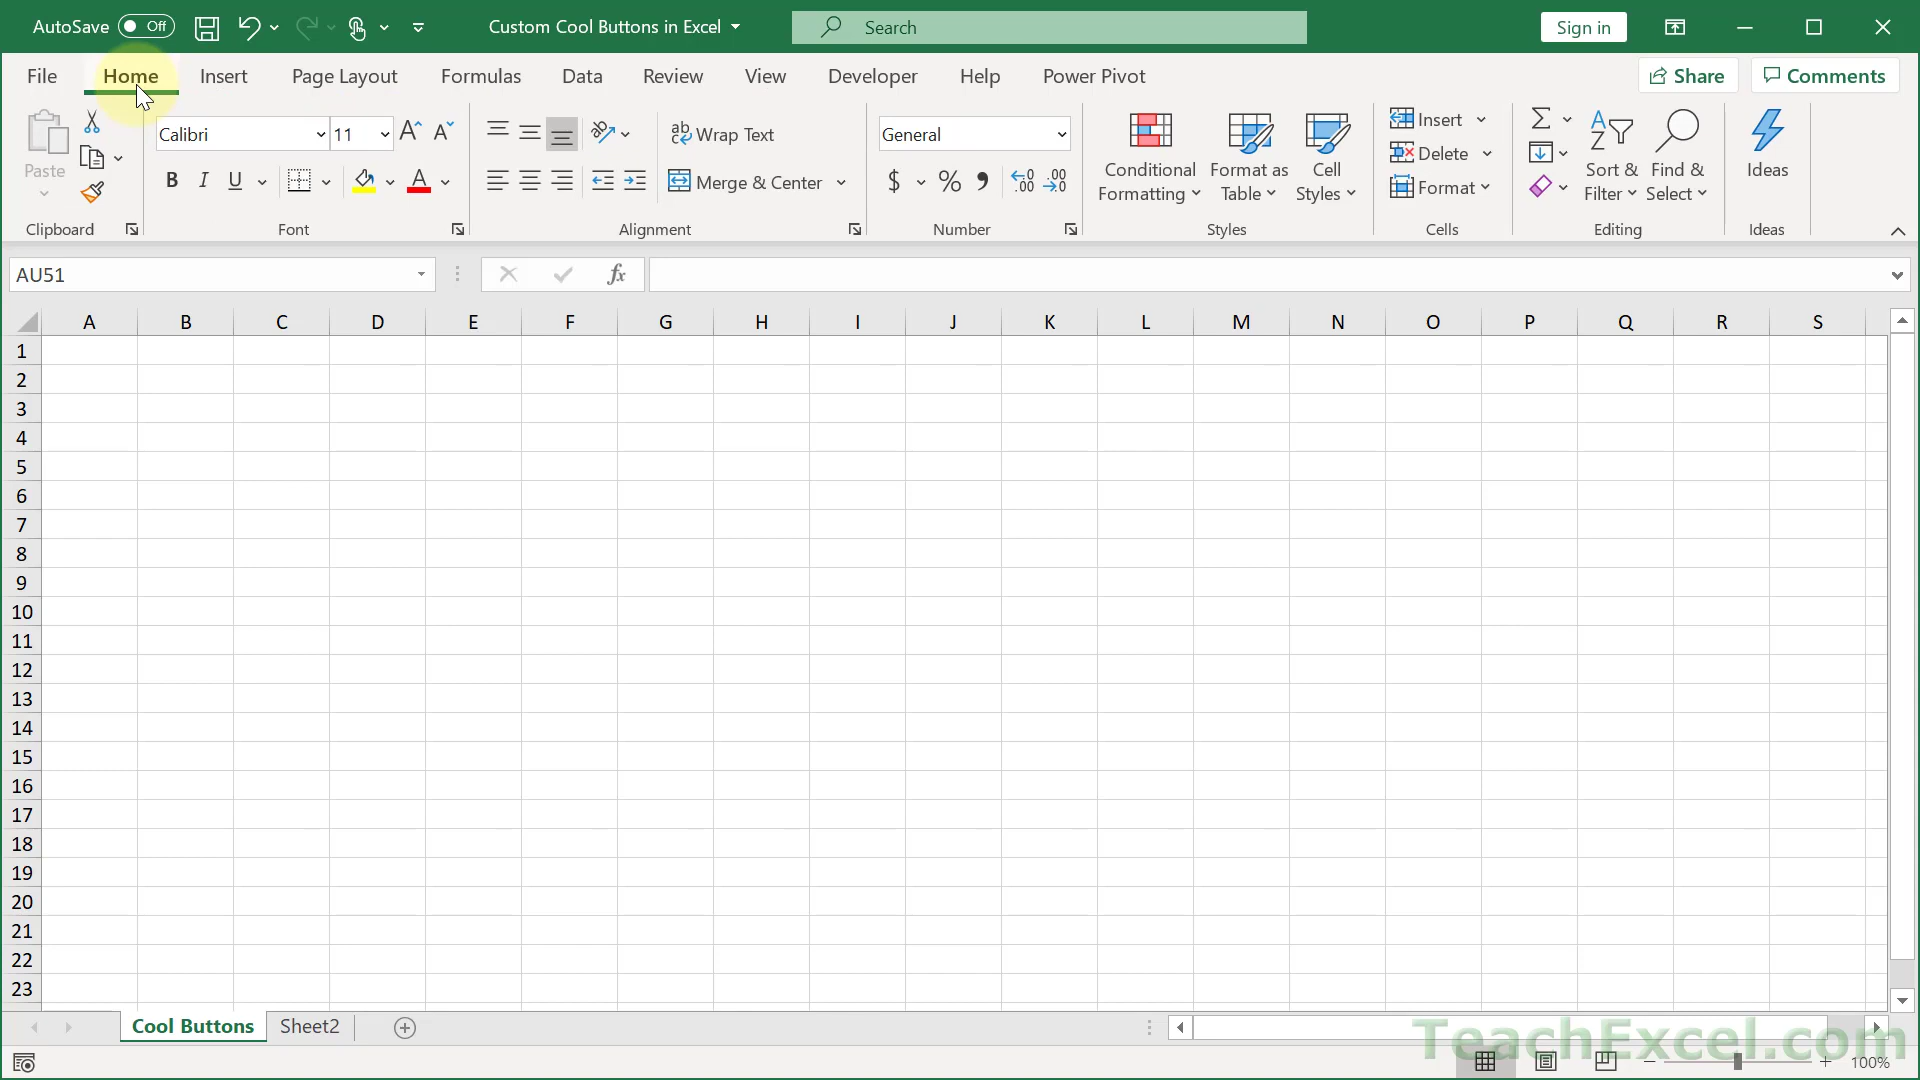 AutoSave Off
Custom Cool Buttons in Excel
Search
Sign in
File Home Insert Page Layout Formulas Data Review View Developer Help Power Pivot
Share Comments
Paste
Clipboard
Calibri 11
B I U A
Font
ab Wrap Text
Merge & Center
Alignment
General
$ % 9 .00 .00
Number
Conditional Formatting
Format as Table
Cell Styles
Styles
Insert
Delete
Format
Cells
Σ
Sort & Filter
Find & Select
Editing
Ideas
Ideas
AU51
fx
A B C D E F G H I J K L M N O P Q R S
1
2
3
4
5
6
7
8
9
10
11
12
13
14
15
16
17
18
19
20
21
22
23
Cool Buttons Sheet2
TeachExcel.com
100%